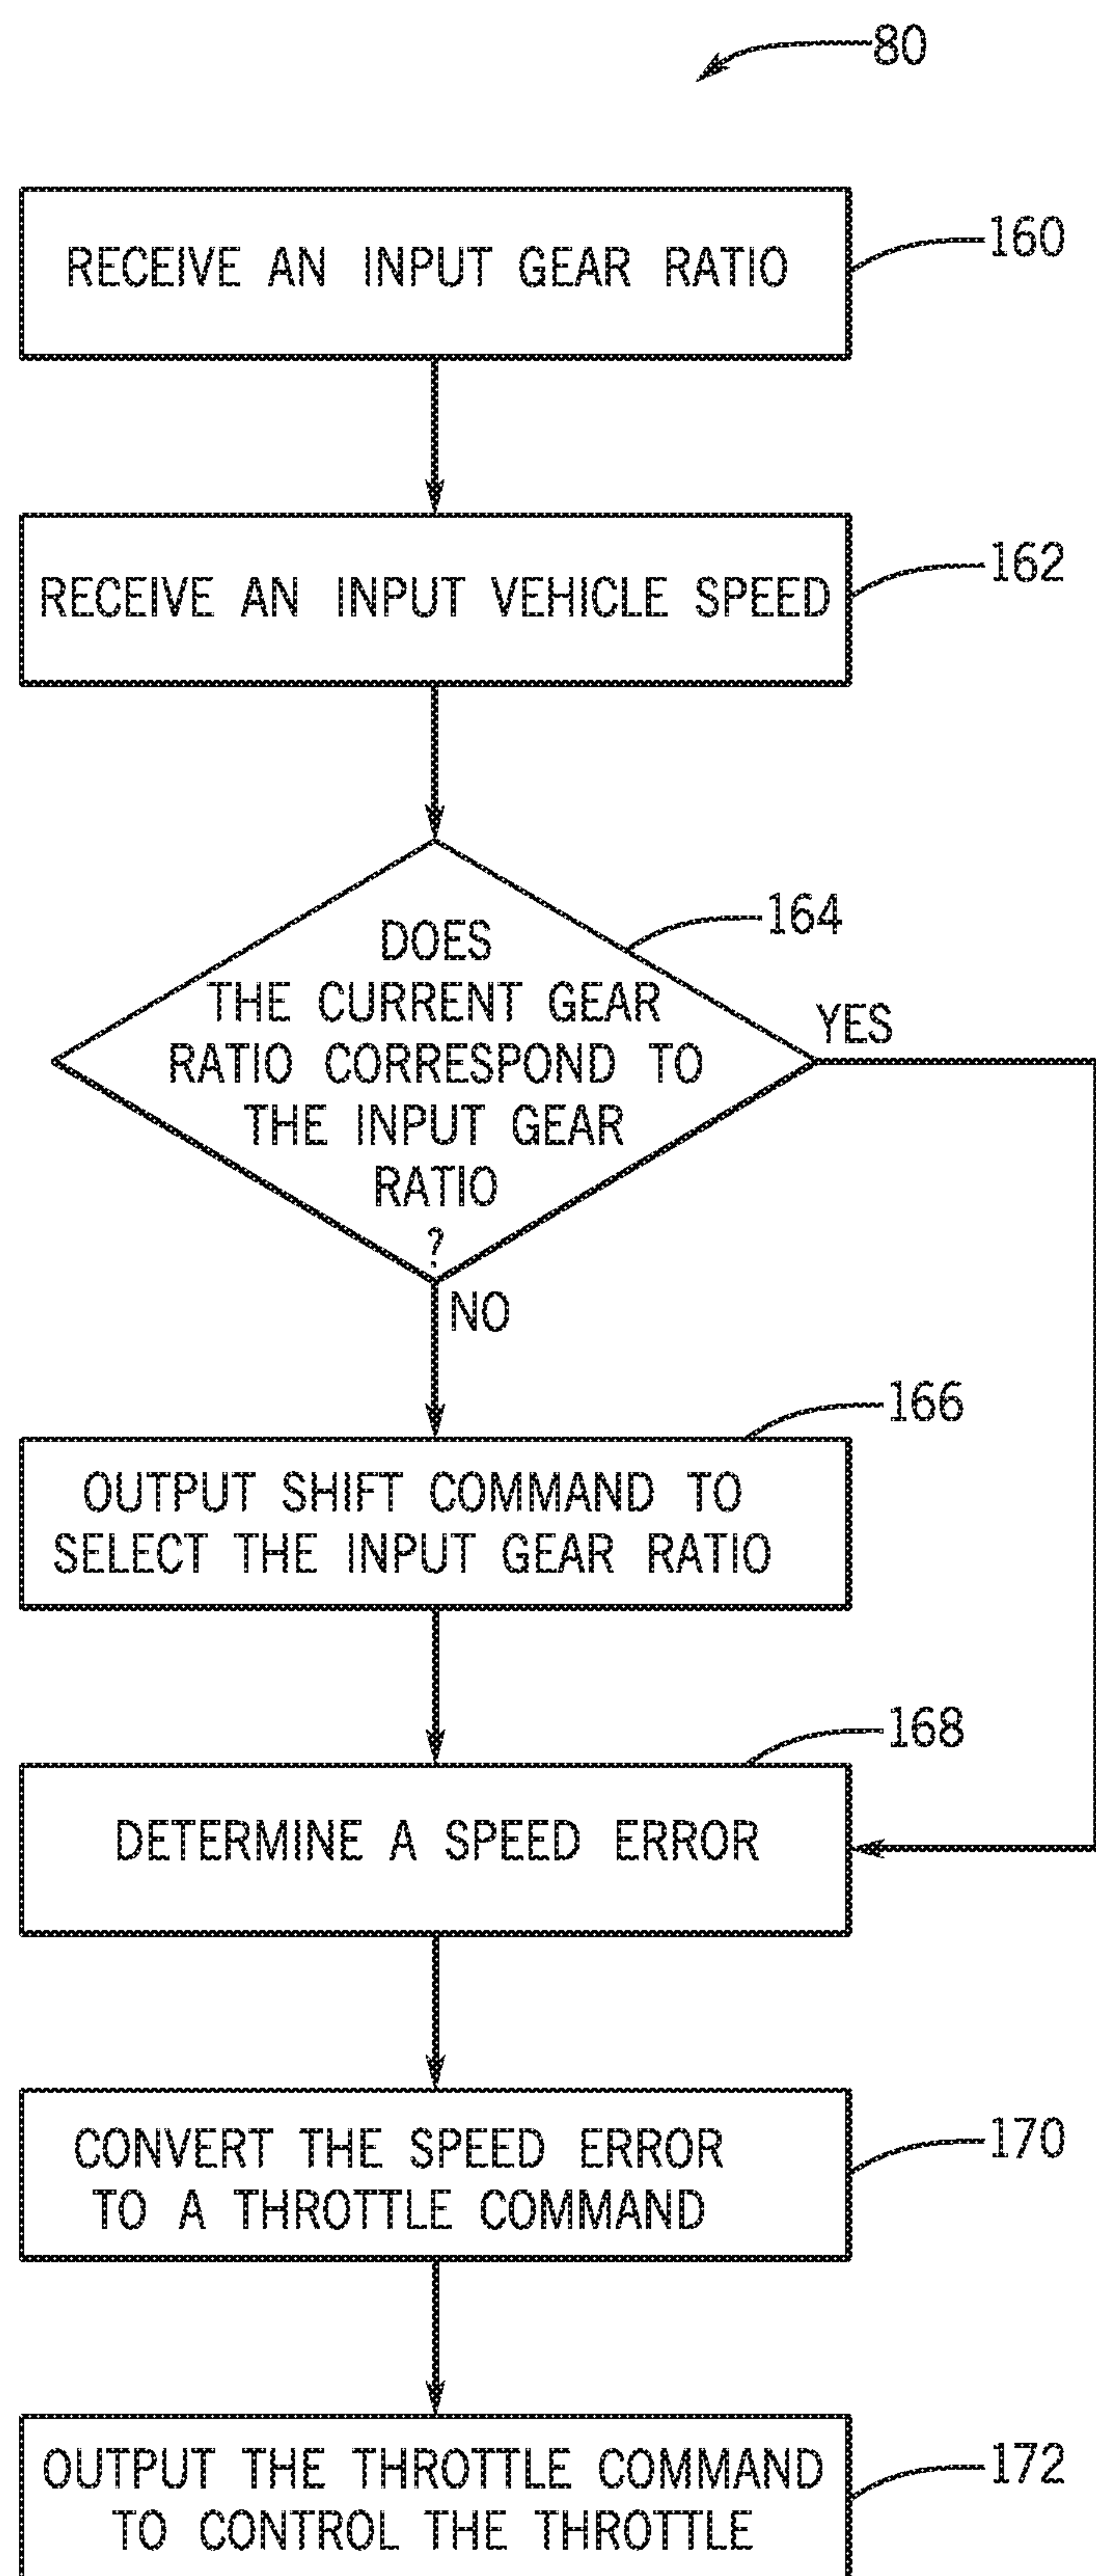 80
RECEIVE AN INPUT GEAR RATIO
160
RECEIVE AN INPUT VEHICLE SPEED
162
164
DOES
THE CURRENT GEAR
RATIO CORRESPOND TO
THE INPUT GEAR
RATIO
?
YES
NO
166
OUTPUT SHIFT COMMAND TO
SELECT THE INPUT GEAR RATIO
168
DETERMINE A SPEED ERROR
CONVERT THE SPEED ERROR
TO A THROTTLE COMMAND
170
OUTPUT THE THROTTLE COMMAND
TO CONTROL THE THROTTLE
172